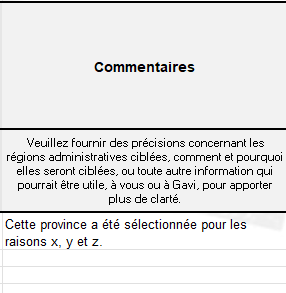 Commentaires
Veuillez fournir des précisions concernant les
régions administratives ciblées, comment et pourquoi
elles seront ciblées, ou toute autre information qui
pourrait être utile, à vous ou à Gavi, pour apporter
plus de clarté.
Cette province a été sélectionnée pour les
raisons x, y et z.